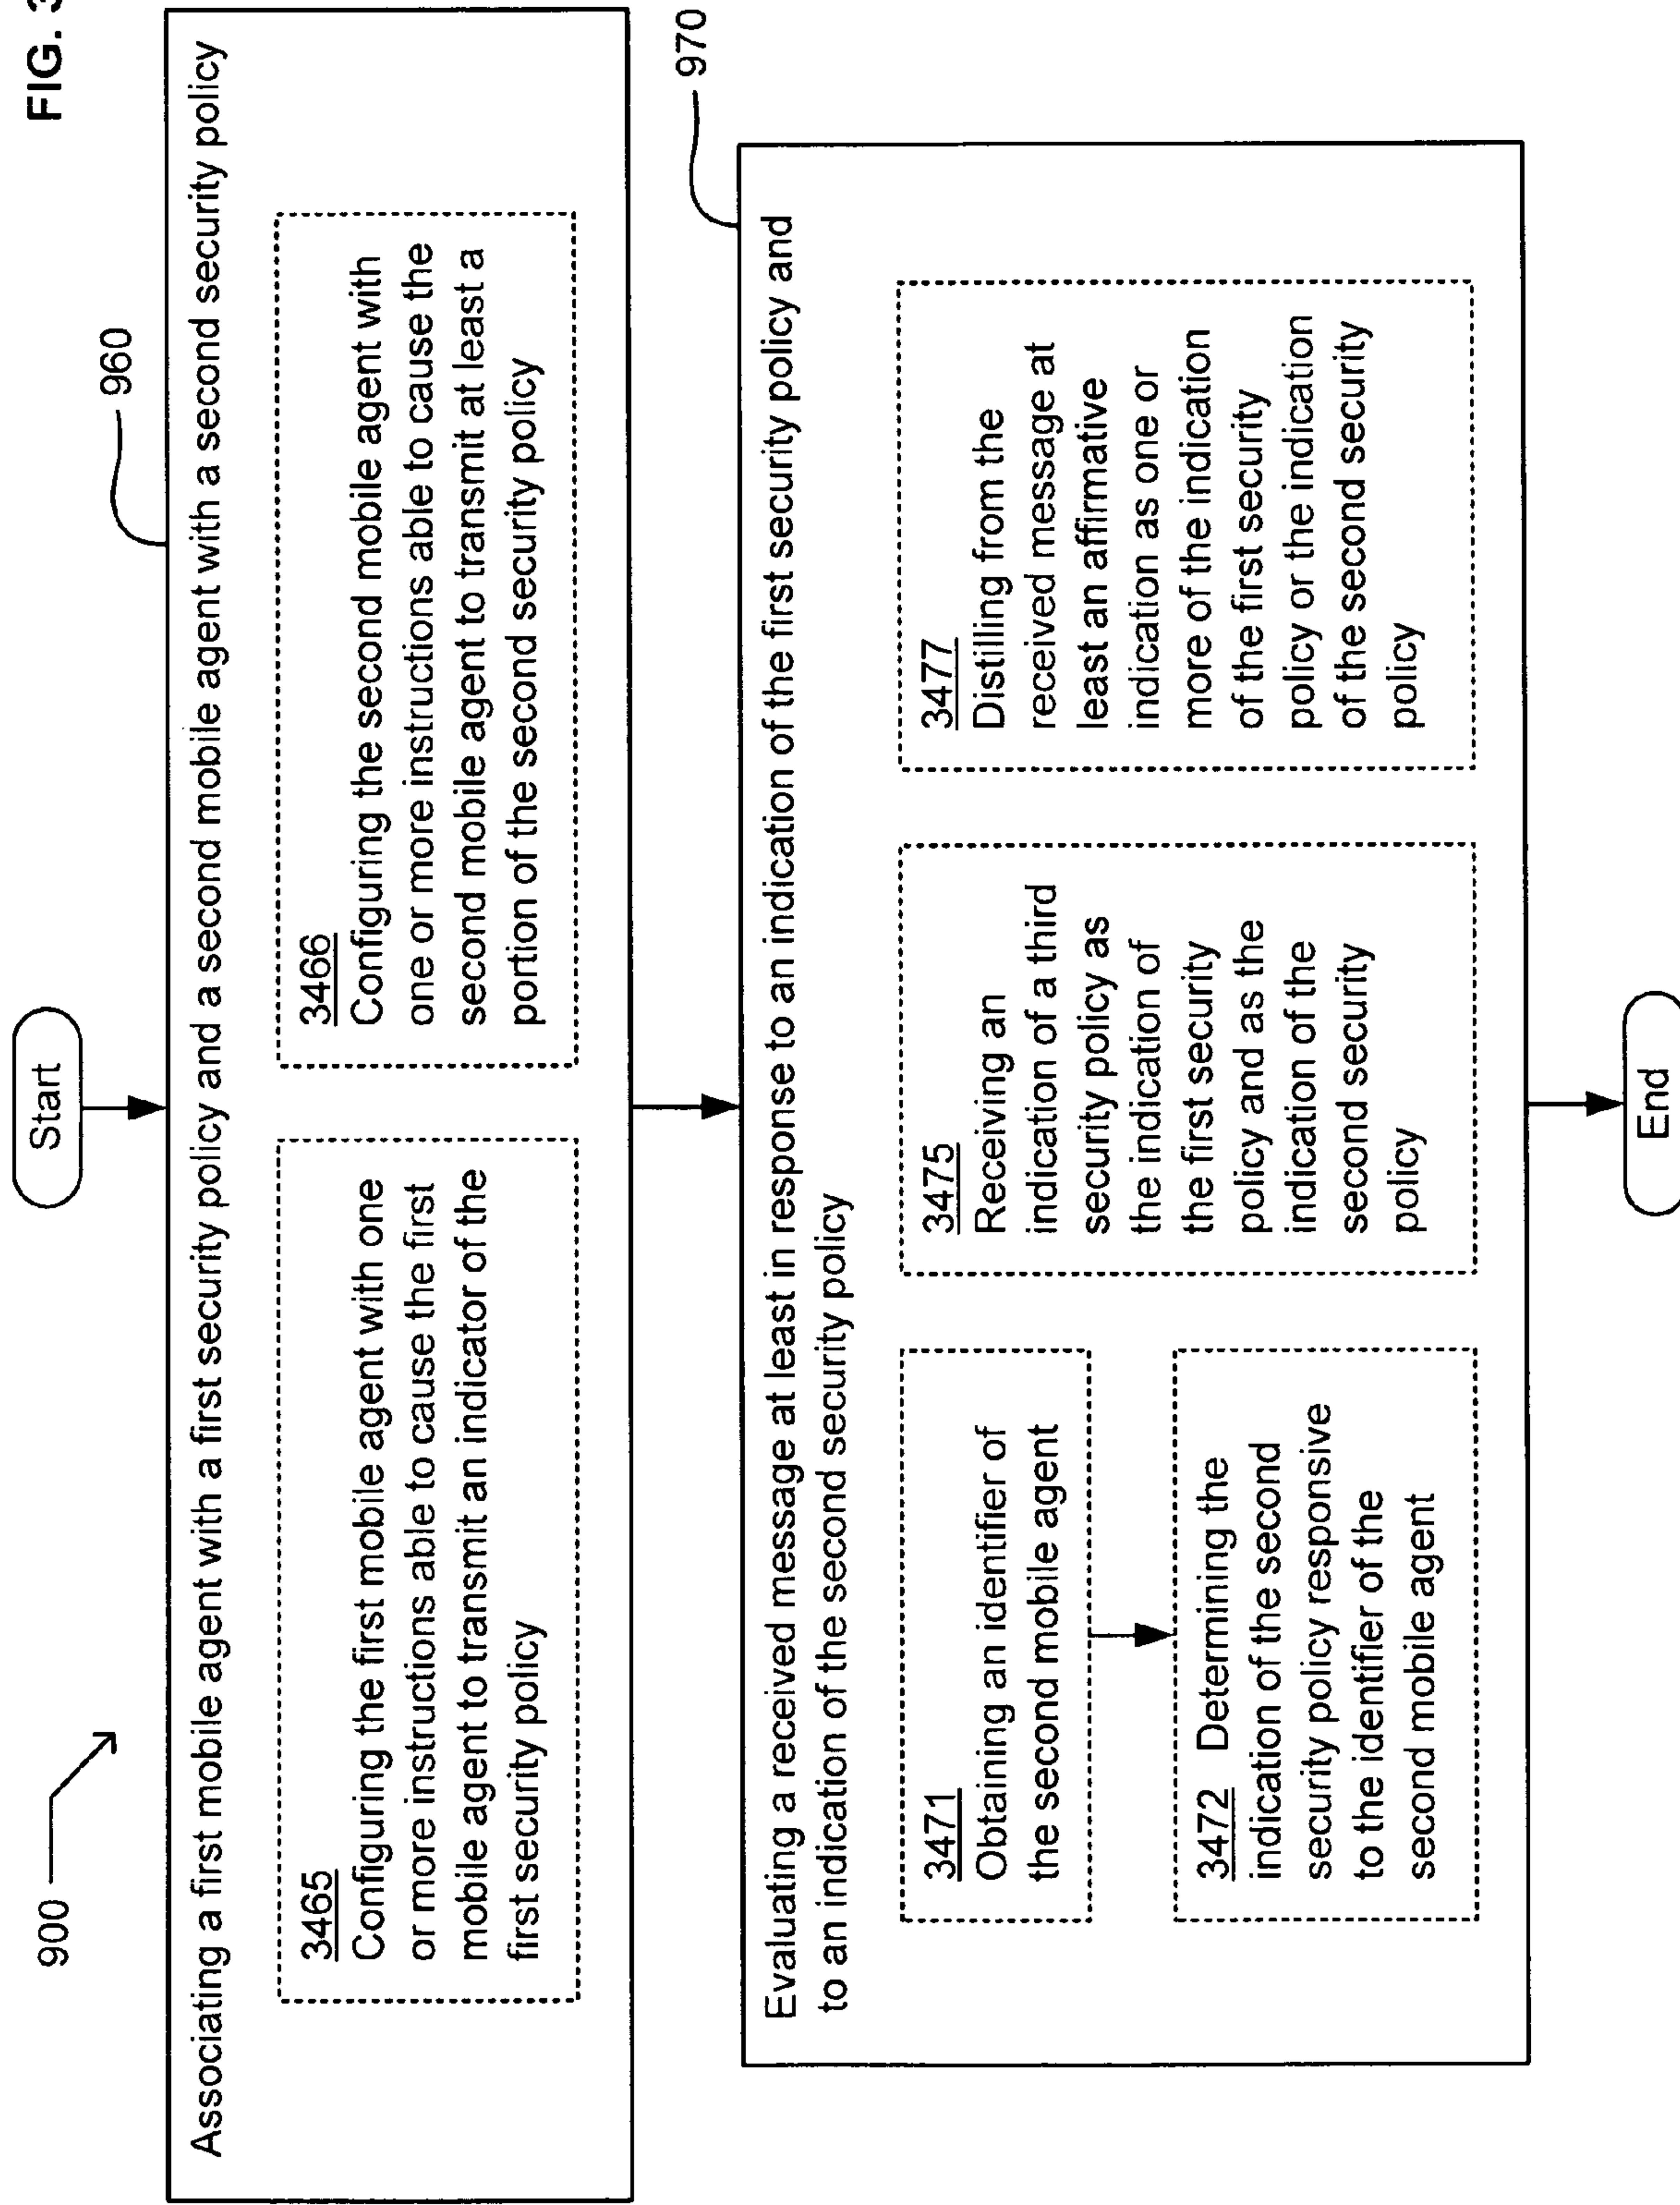 FIG. 3
900
Start
960
Associating a first mobile agent with a first security policy and a second mobile agent with a second security policy
3465
Configuring the first mobile agent with one
or more instructions able to cause the first
mobile agent to transmit an indicator of the
first security policy
3466
Configuring the second mobile agent with
one or more instructions able to cause the
second mobile agent to transmit at least a
portion of the second security policy
970
Evaluating a received message at least in response to an indication of the first security policy and
to an indication of the second security policy
3471
Obtaining an identifier of
the second mobile agent
3472 Determining the
indication of the second
security policy responsive
to the identifier of the
second mobile agent
3475
Receiving an
indication of a third
security policy as
the indication of
the first security
policy and as the
indication of the
second security
policy
3477
Distilling from the
received message at
least an affirmative
indication as one or
more of the indication
of the first security
policy or the indication
of the second security
policy
End